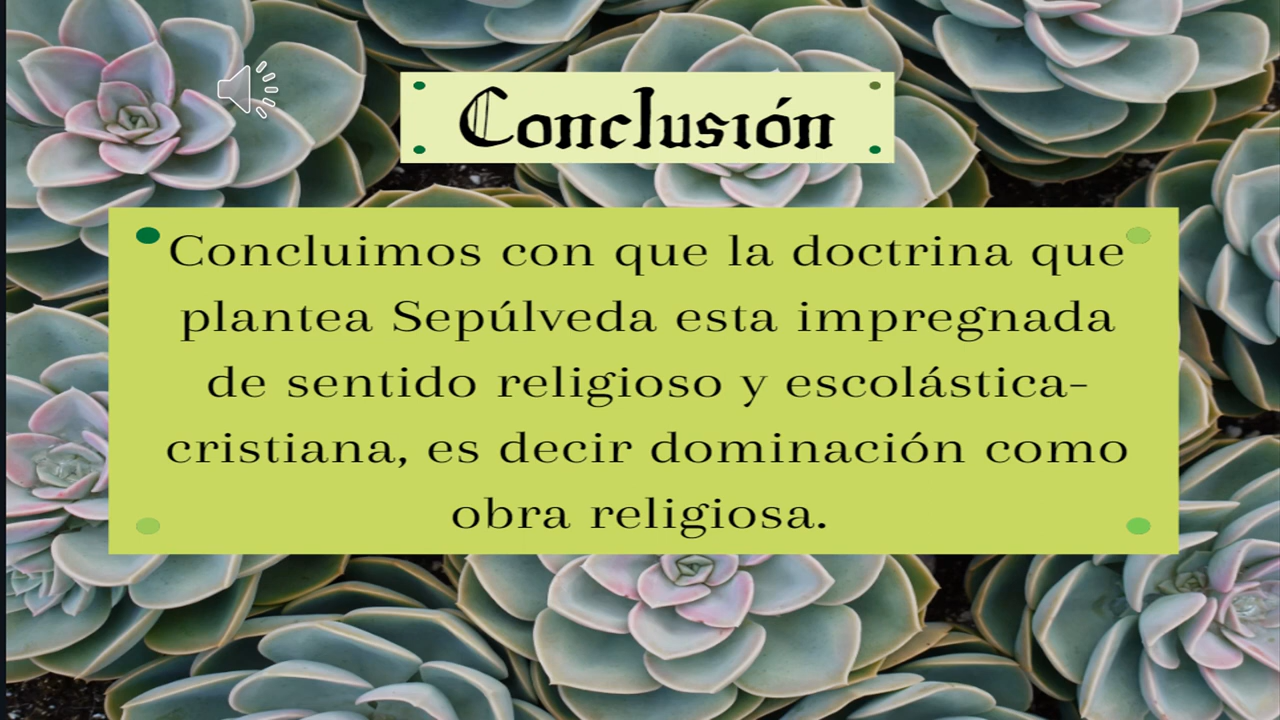 Conclusión
Concluimos con que la doctrina que
plantea Sepúlveda esta impregnada
de sentido religioso y escolástica-
cristiana, es decir dominación como
obra religiosa.